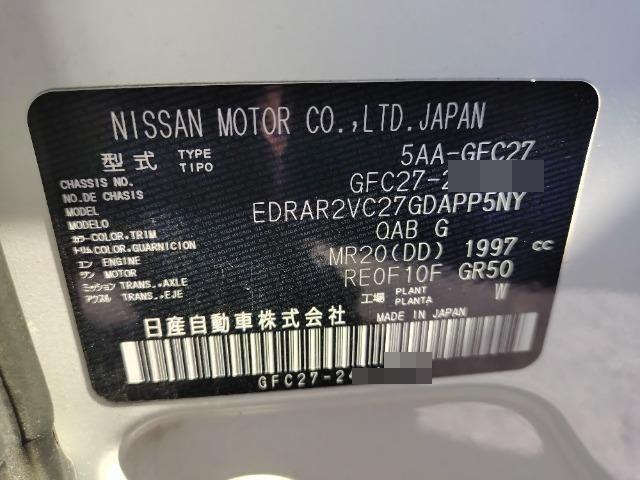 NISSAN MOTOR CO.,LTD.JAPAN
型式 TYPE TIPO 5AA-GFC27
CHASSIS NO. NO DE CHASIS GFC27-2
MODEL MODELO EDRAR2VC27GDAPP5NY
カラー COLOR,TRIM トリム COLOR,GUARNICION QAB G
エンジン ENGINE MOTOR MR20(DD) 1997 cc
ミッション TRANS.,AXLE アクスル TRANS.,EJE RE0F10F GR50
工場 PLANT PLANTA W
日産自動車株式会社 MADE IN JAPAN
GFC27-24